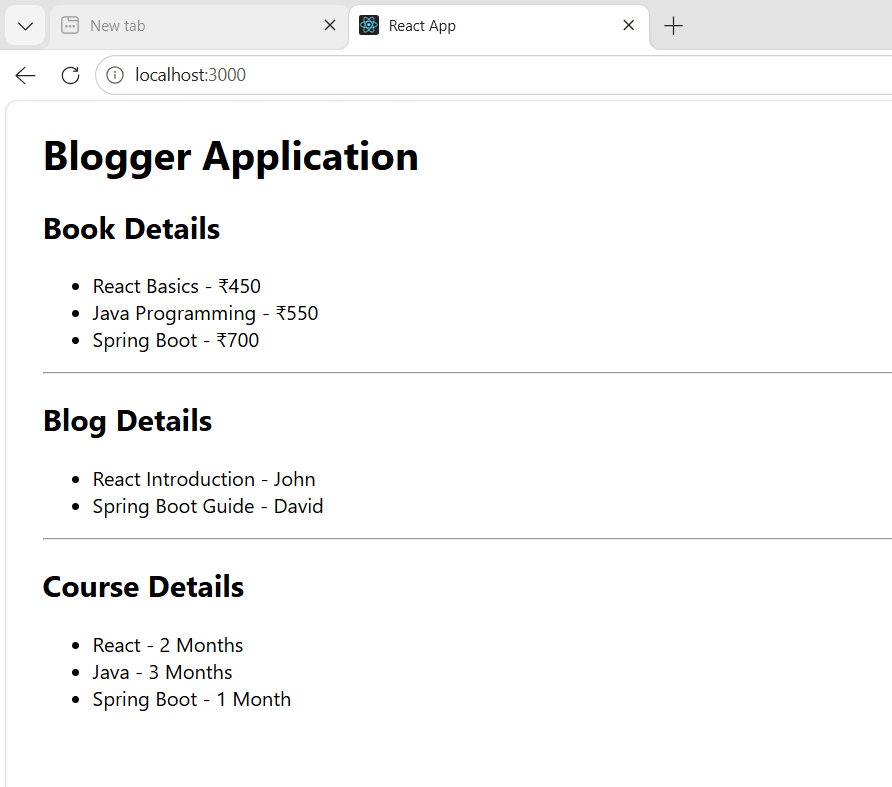 New tab
React App
localhost:3000
Blogger Application
Book Details
React Basics - ₹450
Java Programming - ₹550
Spring Boot - ₹700
Blog Details
React Introduction - John
Spring Boot Guide - David
Course Details
React - 2 Months
Java - 3 Months
Spring Boot - 1 Month